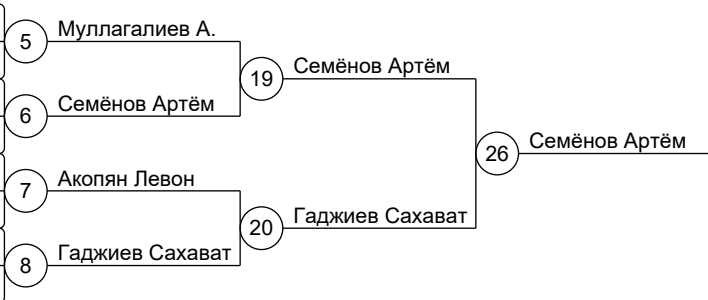 5 Муллагалиев А.
19 Семёнов Артём
6 Семёнов Артём
26 Семёнов Артём
7 Акопян Левон
20 Гаджиев Сахават
8 Гаджиев Сахават